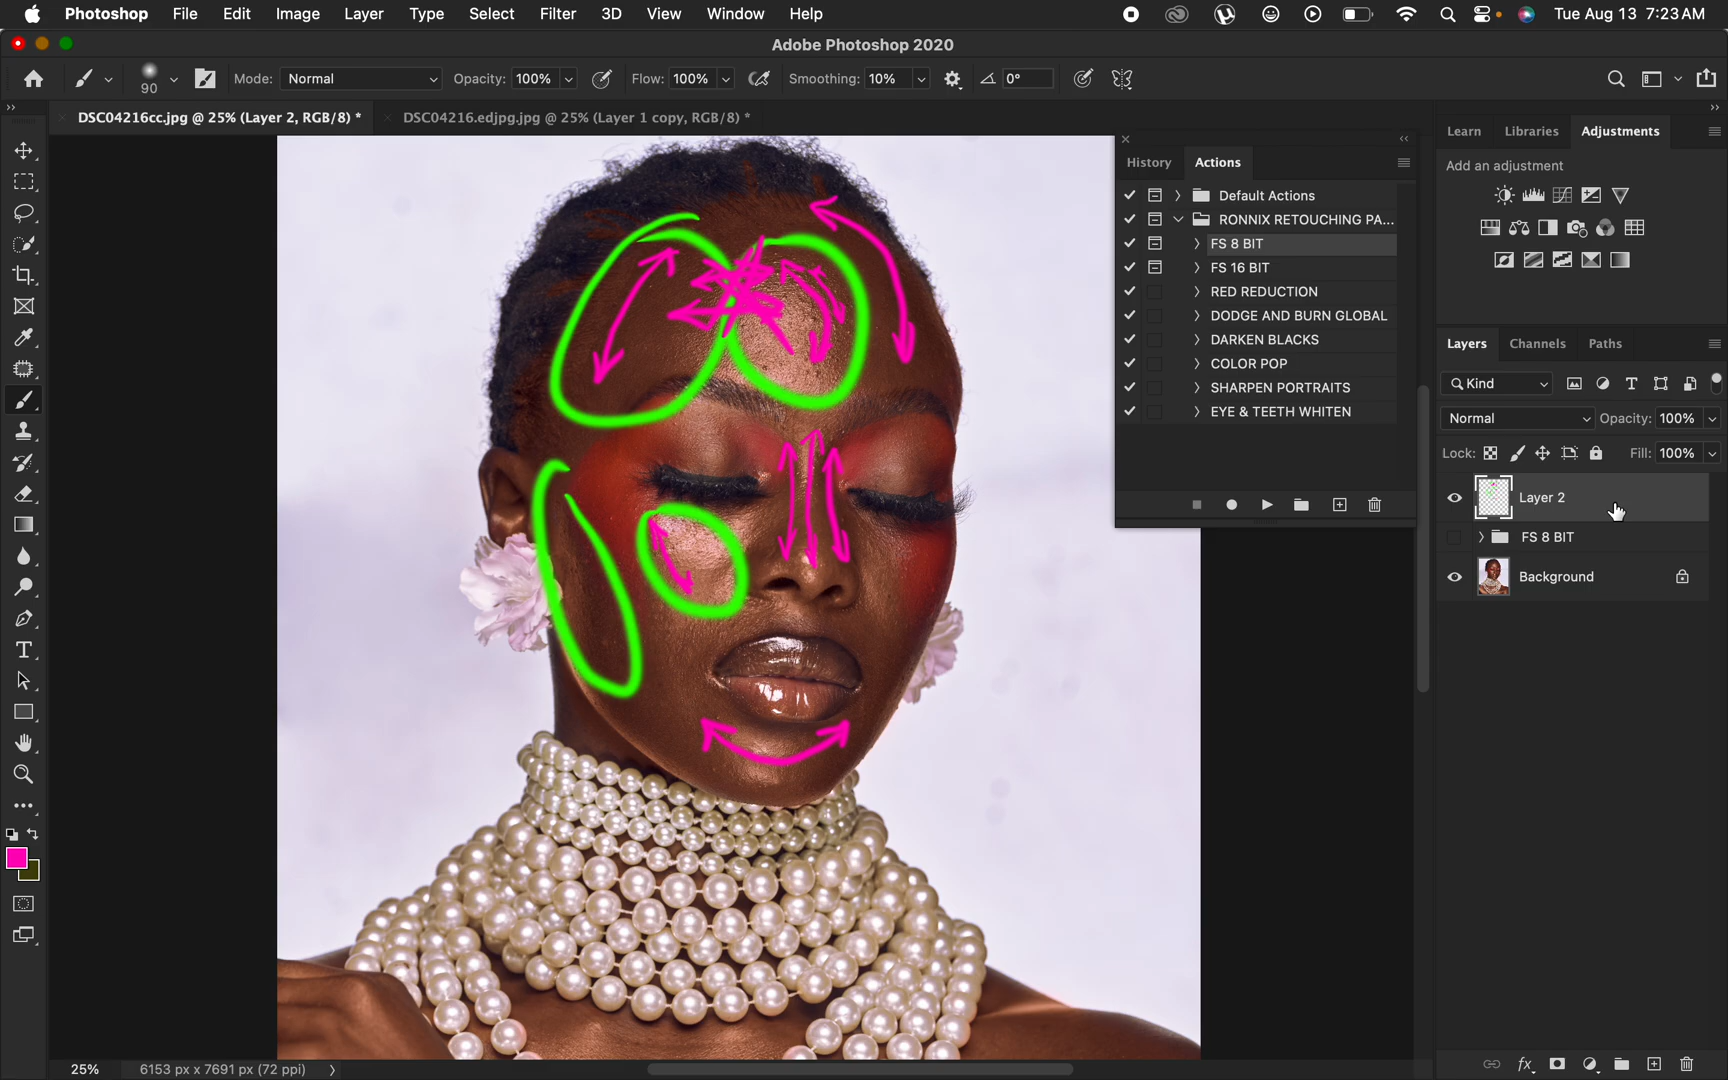 Photoshop File Edit Image Layer Type Select Filter 3D View Window Help Tue Aug 13 7:23 AM
Adobe Photoshop 2020
90 Mode: Normal Opacity: 100% Flow: 100% Smoothing: 10% 0°
DSC04216cc.jpg @ 25% (Layer 2, RGB/8) * DSC04216.edjpg.jpg @ 25% (Layer 1 copy, RGB/8) *
Learn Libraries Adjustments
Add an adjustment
History Actions
Default Actions
RONNIX RETOUCHING PA...
FS 8 BIT
FS 16 BIT
RED REDUCTION
DODGE AND BURN GLOBAL
DARKEN BLACKS
COLOR POP
SHARPEN PORTRAITS
EYE & TEETH WHITEN
Layers Channels Paths
Kind
Normal Opacity: 100%
Lock: Fill: 100%
Layer 2
FS 8 BIT
Background
25% 6153 px x 7691 px (72 ppi)